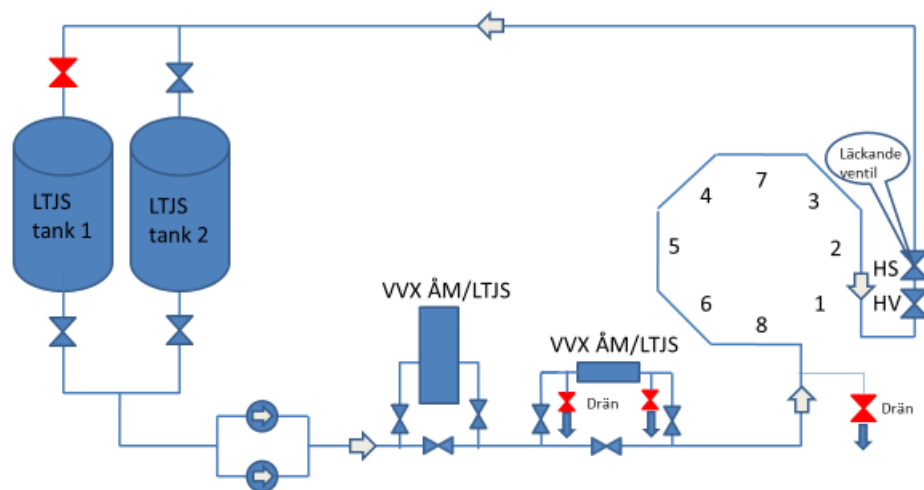 LTJS
tank 1
LTJS
tank 2
VVX ÅM/LTJS
VVX ÅM/LTJS
Drän
Drän
4
7
3
5
2
6
1
8
Läckande
ventil
HS
HV